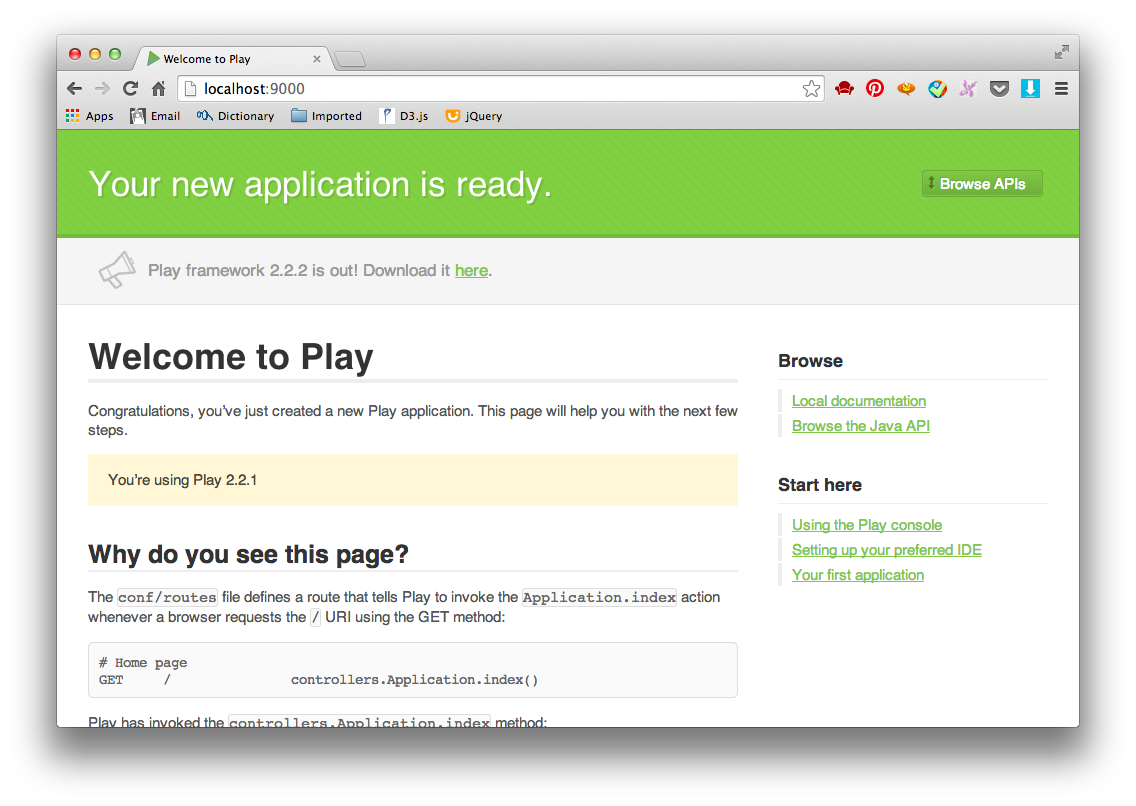 Welcome to Play
localhost:9000
Apps Email Dictionary Imported D3.js jQuery
Your new application is ready.
Browse APIs
Play framework 2.2.2 is out! Download it here.
Welcome to Play
Congratulations, you've just created a new Play application. This page will help you with the next few
steps.
You're using Play 2.2.1
Why do you see this page?
The conf/routes file defines a route that tells Play to invoke the Application.index action
whenever a browser requests the / URI using the GET method:
# Home page
GET / controllers.Application.index()
Play has invoked the controllers.Application.index method:
Browse
Local documentation
Browse the Java API
Start here
Using the Play console
Setting up your preferred IDE
Your first application